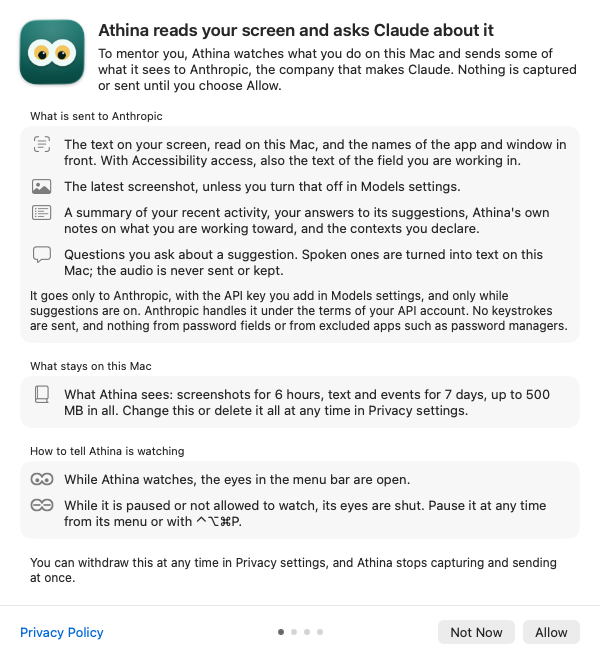 Athina reads your screen and asks Claude about it
To mentor you, Athina watches what you do on this Mac and sends some of
what it sees to Anthropic, the company that makes Claude. Nothing is captured
or sent until you choose Allow.
What is sent to Anthropic
The text on your screen, read on this Mac, and the names of the app and window in
front. With Accessibility access, also the text of the field you are working in.
The latest screenshot, unless you turn that off in Models settings.
A summary of your recent activity, your answers to its suggestions, Athina's own
notes on what you are working toward, and the contexts you declare.
Questions you ask about a suggestion. Spoken ones are turned into text on this
Mac; the audio is never sent or kept.
It goes only to Anthropic, with the API key you add in Models settings, and only while
suggestions are on. Anthropic handles it under the terms of your API account. No keystrokes
are sent, and nothing from password fields or from excluded apps such as password managers.
What stays on this Mac
What Athina sees: screenshots for 6 hours, text and events for 7 days, up to 500
MB in all. Change this or delete it all at any time in Privacy settings.
How to tell Athina is watching
While Athina watches, the eyes in the menu bar are open.
While it is paused or not allowed to watch, its eyes are shut. Pause it at any time
from its menu or with ⌃⌥⌘P.
You can withdraw this at any time in Privacy settings, and Athina stops capturing and sending
at once.
Privacy Policy
Not Now
Allow